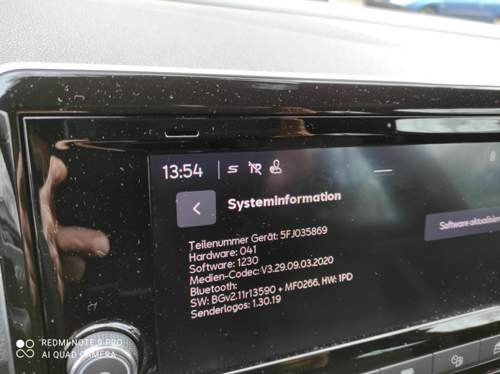 13:54
Systeminformation
Software aktualis
Teilenummer Gerät: 5FJ035869
Hardware: 041
Software: 1230
Medien-Codec: V3.29.09.03.2020
Bluetooth:
SW: BGv2.11r13590 + MF0266, HW: 1PD
Senderlogos: 1.30.19
REDMI NOTE 9 PRO
AI QUAD CAMERA